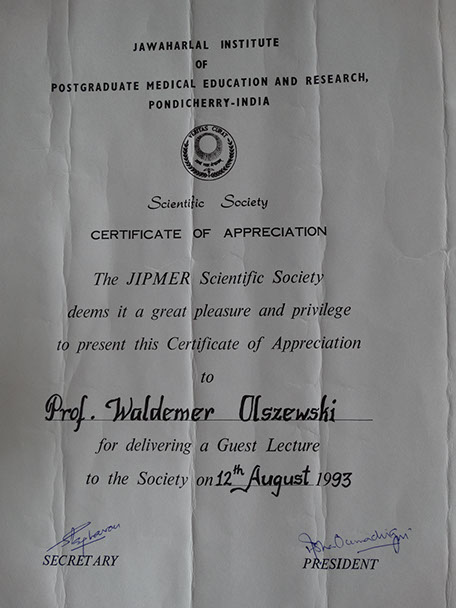 JAWAHARLAL INSTITUTE
OF
POSTGRADUATE MEDICAL EDUCATION AND RESEARCH,
PONDICHERRY-INDIA
VERITAS CURAT
Scientific Society
CERTIFICATE OF APPRECIATION
The JIPMER Scientific Society
deems it a great pleasure and privilege
to present this Certificate of Appreciation
to
Prof. Waldemer Olszewski
for delivering a Guest Lecture
to the Society on 12th August 1993
SECRETARY
PRESIDENT